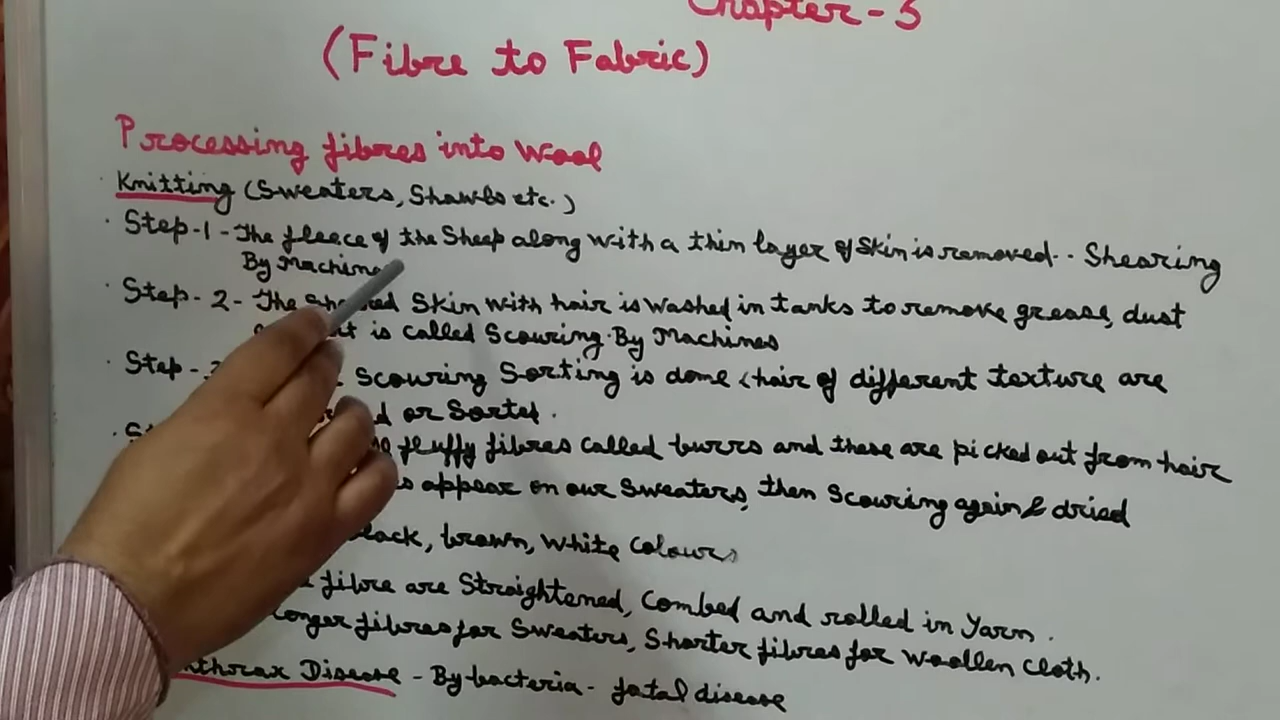 Chapter - 3
(Fibre to Fabric)
Processing fibres into Wool
Knitting (Sweaters, Shawls etc.)
· Step-1 - The fleece of the Sheep along with a thin layer of Skin is removed.. Shearing
By Machine
· Step - 2 - The Skin with hair is washed in tanks to remove grease, dust
it is called Scouring. By Machines
· Step - Scouring Sorting is done (hair of different texture are
or Sorted.
fluffy fibres called burrs and these are picked out from hair
appear on our Sweaters, then Scouring again & dried
black, brown, white Colours
fibre are Straightened, Combed and rolled in Yarn.
Longer fibres for Sweaters, Shorter fibres for Woollen Cloth.
Anthrax Disease - By bacteria - fatal disease